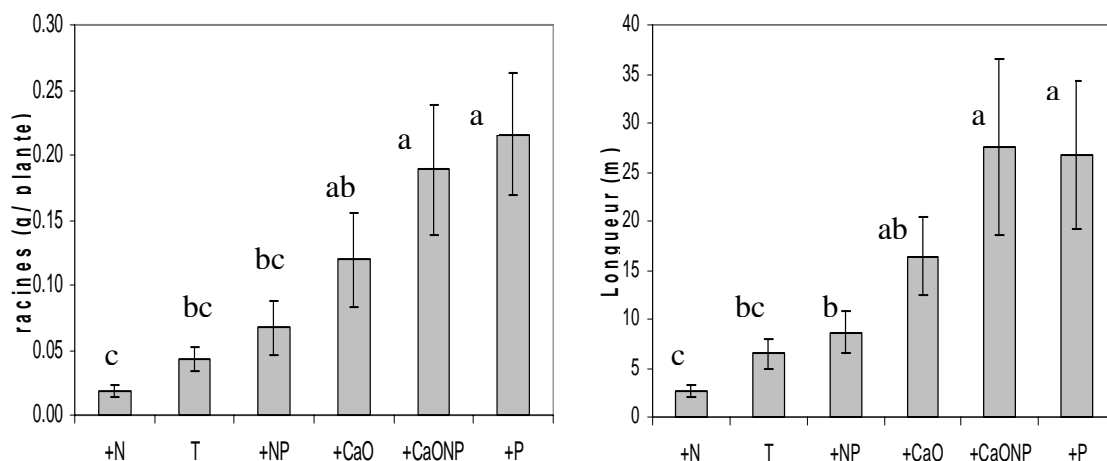 racines (g/ plante)
0.30
0.25
0.20
0.15
0.10
0.05
0.00
c
bc
bc
ab
a
a
+N T +NP +CaO +CaONP +P
Longueur (m)
40
35
30
25
20
15
10
5
0
c
bc
b
ab
a
a
+N T +NP +CaO +CaONP +P